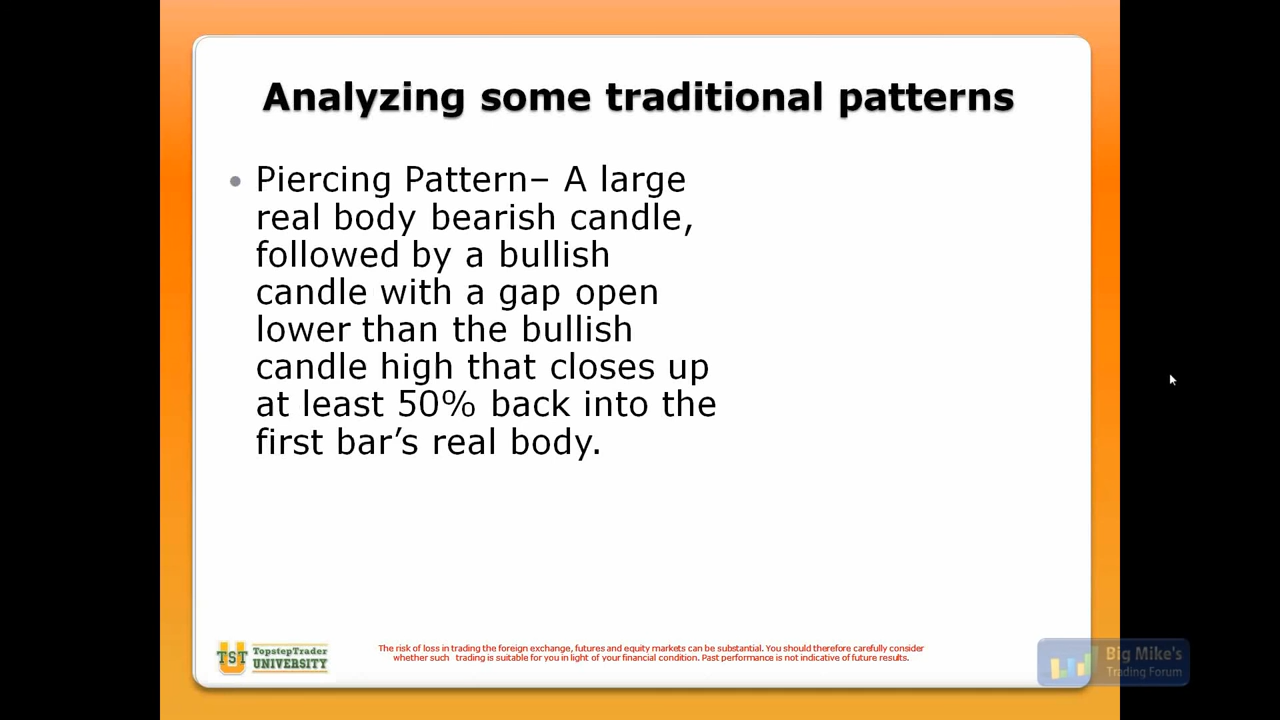 Analyzing some traditional patterns
• Piercing Pattern– A large
real body bearish candle,
followed by a bullish
candle with a gap open
lower than the bullish
candle high that closes up
at least 50% back into the
first bar’s real body.
TST TopstepTrader
UNIVERSITY
The risk of loss in trading the foreign exchange, futures and equity markets can be substantial. You should therefore carefully consider
whether such trading is suitable for you in light of your financial condition. Past performance is not indicative of future results.
Big Mike's
Trading Forum